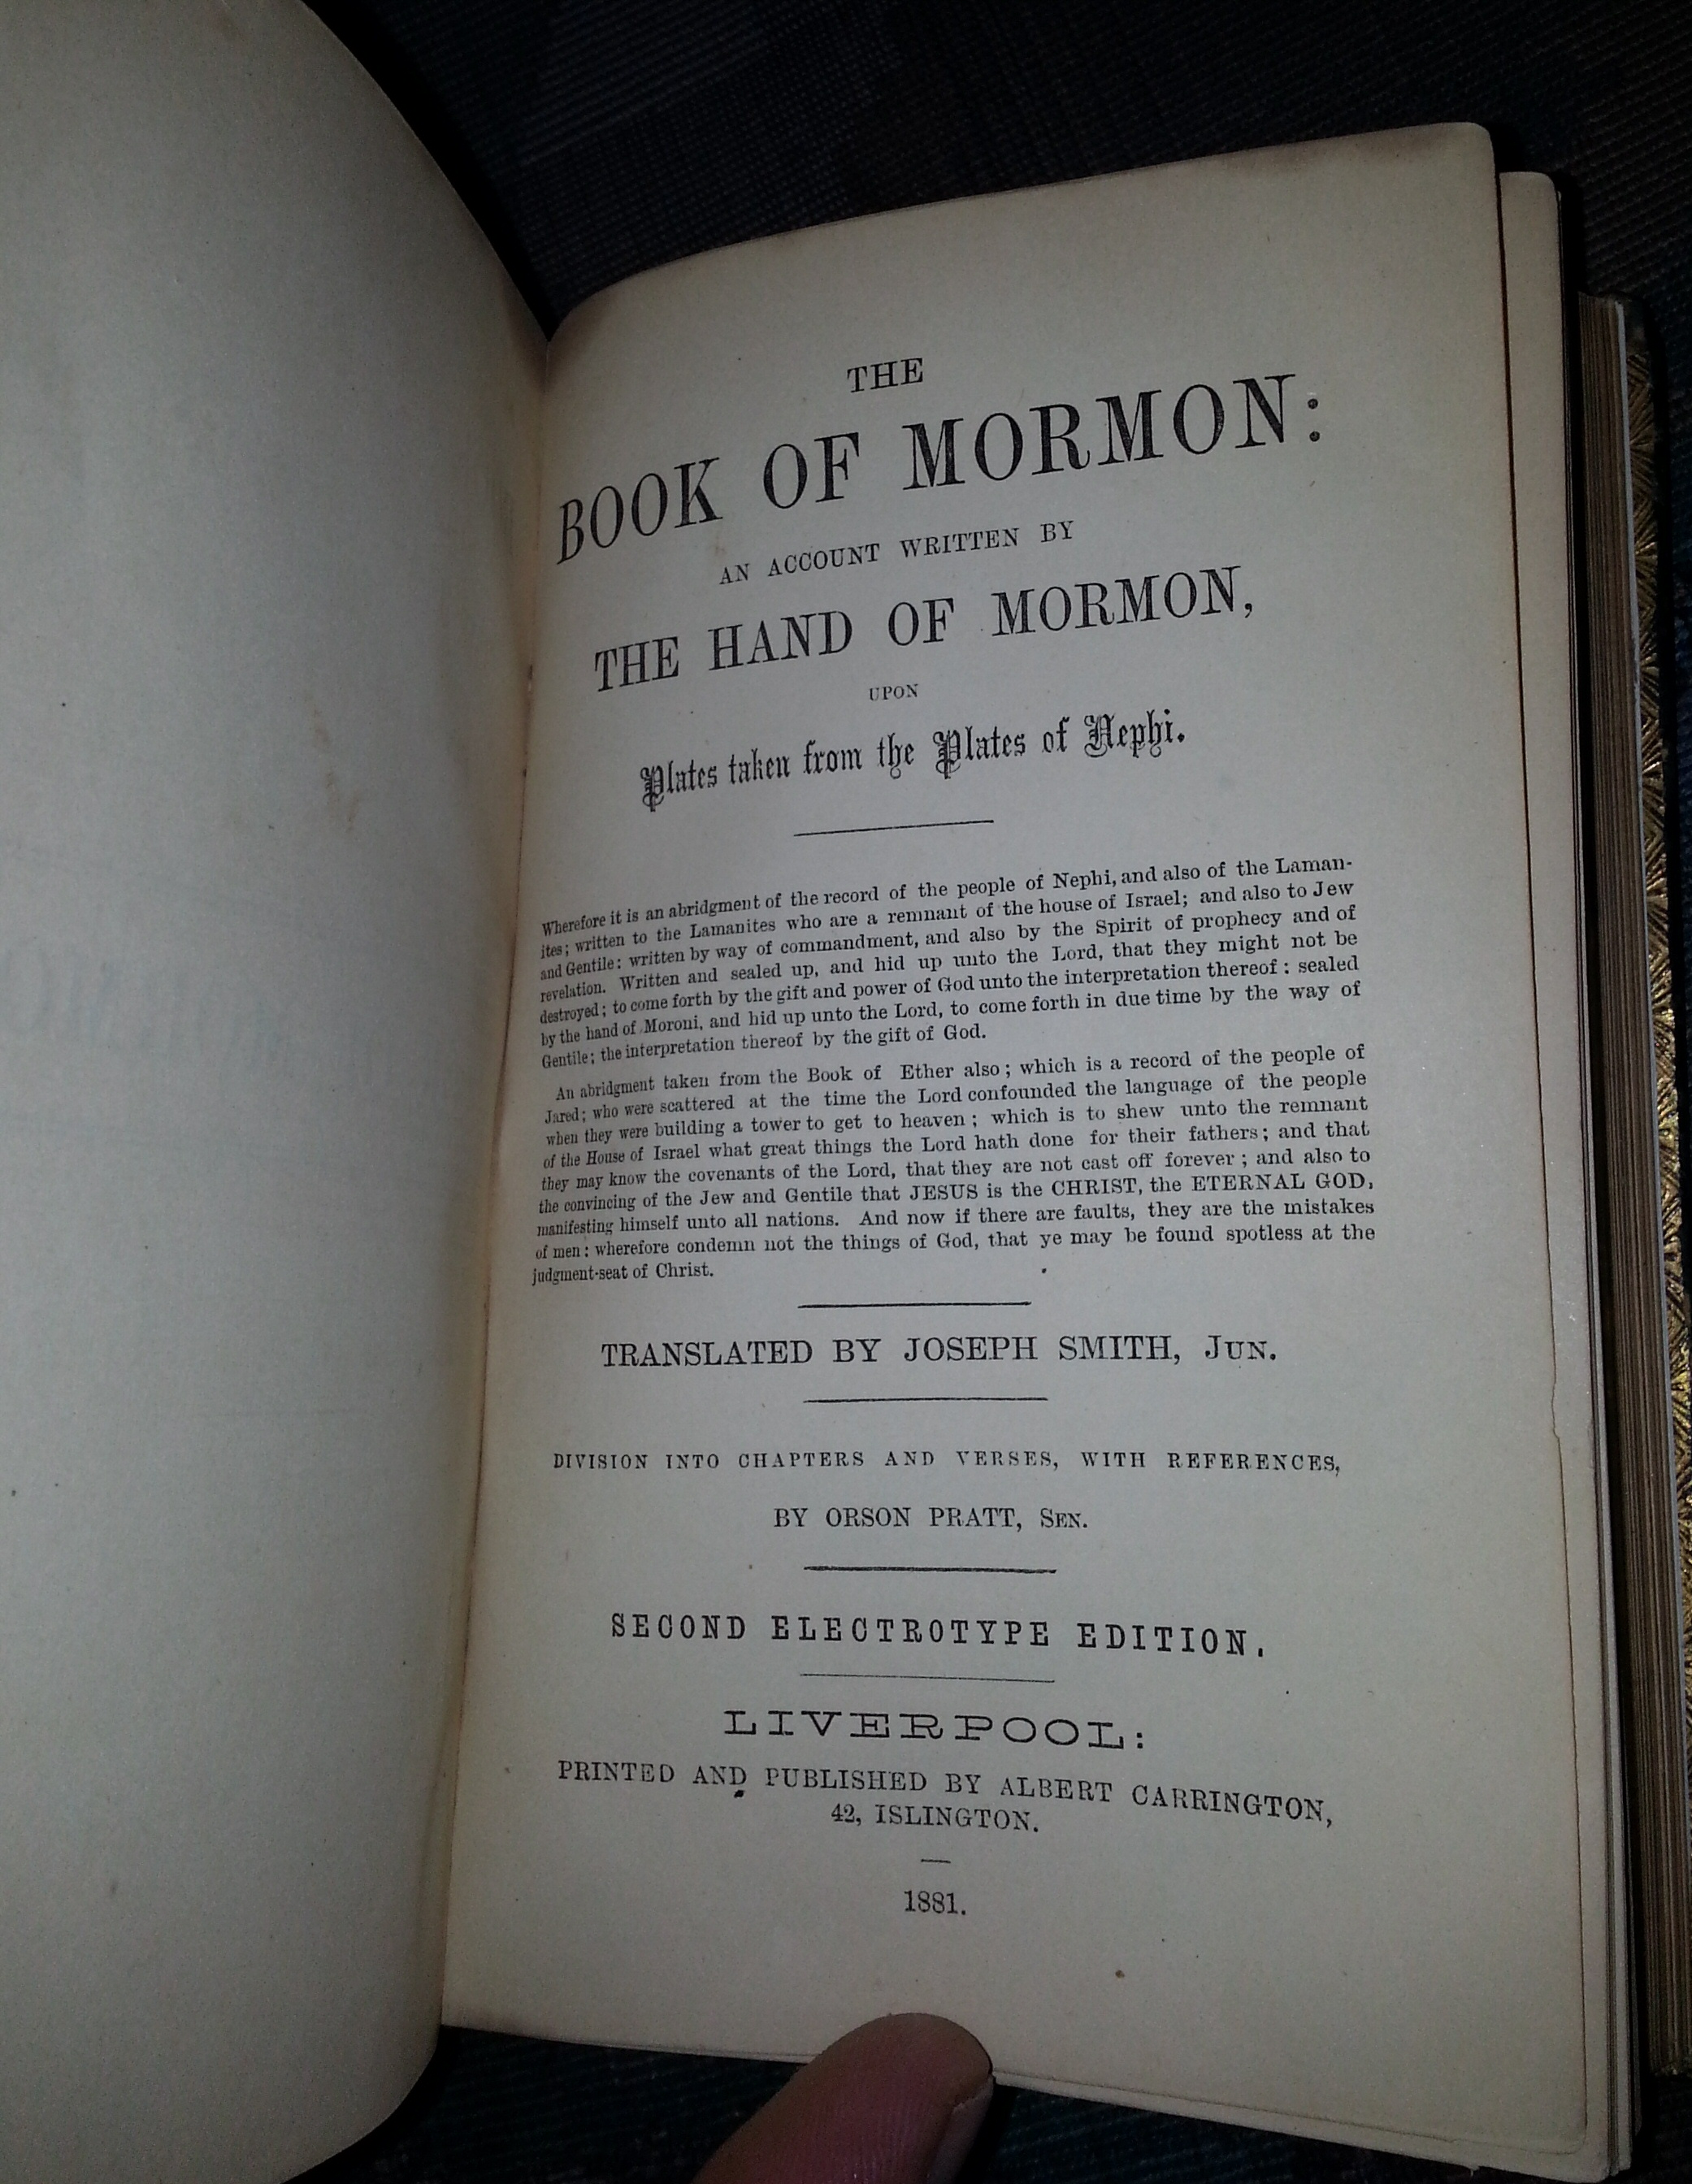 THE
BOOK OF MORMON:
AN ACCOUNT WRITTEN BY
THE HAND OF MORMON,
UPON
Plates taken from the Plates of Nephi.
Wherefore it is an abridgment of the record of the people of Nephi, and also of the Laman-
ites; written to the Lamanites who are a remnant of the house of Israel; and also to Jew
and Gentile: written by way of commandment, and also by the Spirit of prophecy and of
revelation. Written and sealed up, and hid up unto the Lord, that they might not be
destroyed; to come forth by the gift and power of God unto the interpretation thereof: sealed
by the hand of Moroni, and hid up unto the Lord, to come forth in due time by the way of
Gentile; the interpretation thereof by the gift of God.
An abridgment taken from the Book of Ether also; which is a record of the people of
Jared; who were scattered at the time the Lord confounded the language of the people
when they were building a tower to get to heaven; which is to shew unto the remnant
of the House of Israel what great things the Lord hath done for their fathers; and that
they may know the covenants of the Lord, that they are not cast off forever; and also to
the convincing of the Jew and Gentile that JESUS is the CHRIST, the ETERNAL GOD,
manifesting himself unto all nations. And now if there are faults, they are the mistakes
of men: wherefore condemn not the things of God, that ye may be found spotless at the
judgment-seat of Christ.
TRANSLATED BY JOSEPH SMITH, JUN.
DIVISION INTO CHAPTERS AND VERSES, WITH REFERENCES,
BY ORSON PRATT, SEN.
SECOND ELECTROTYPE EDITION.
LIVERPOOL:
PRINTED AND PUBLISHED BY ALBERT CARRINGTON,
42, ISLINGTON.
1881.